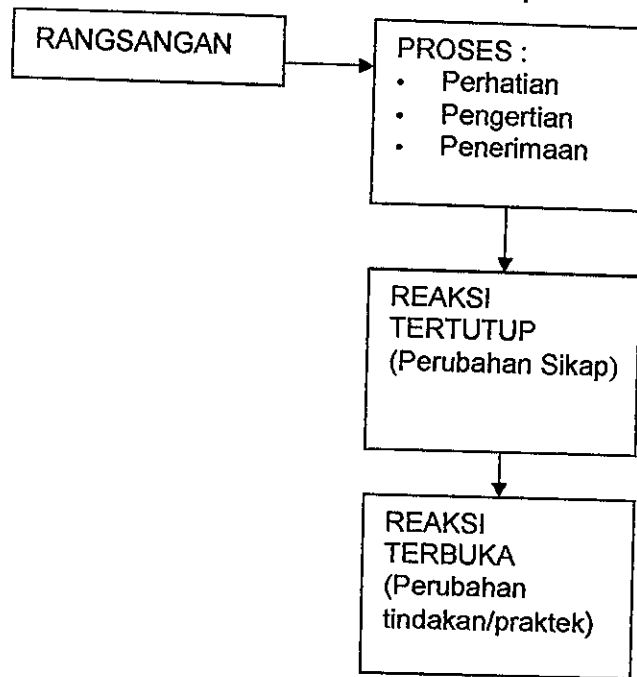 RANGSANGAN
PROSES :
• Perhatian
• Pengertian
• Penerimaan
REAKSI
TERTUTUP
(Perubahan Sikap)
REAKSI
TERBUKA
(Perubahan
tindakan/praktek)